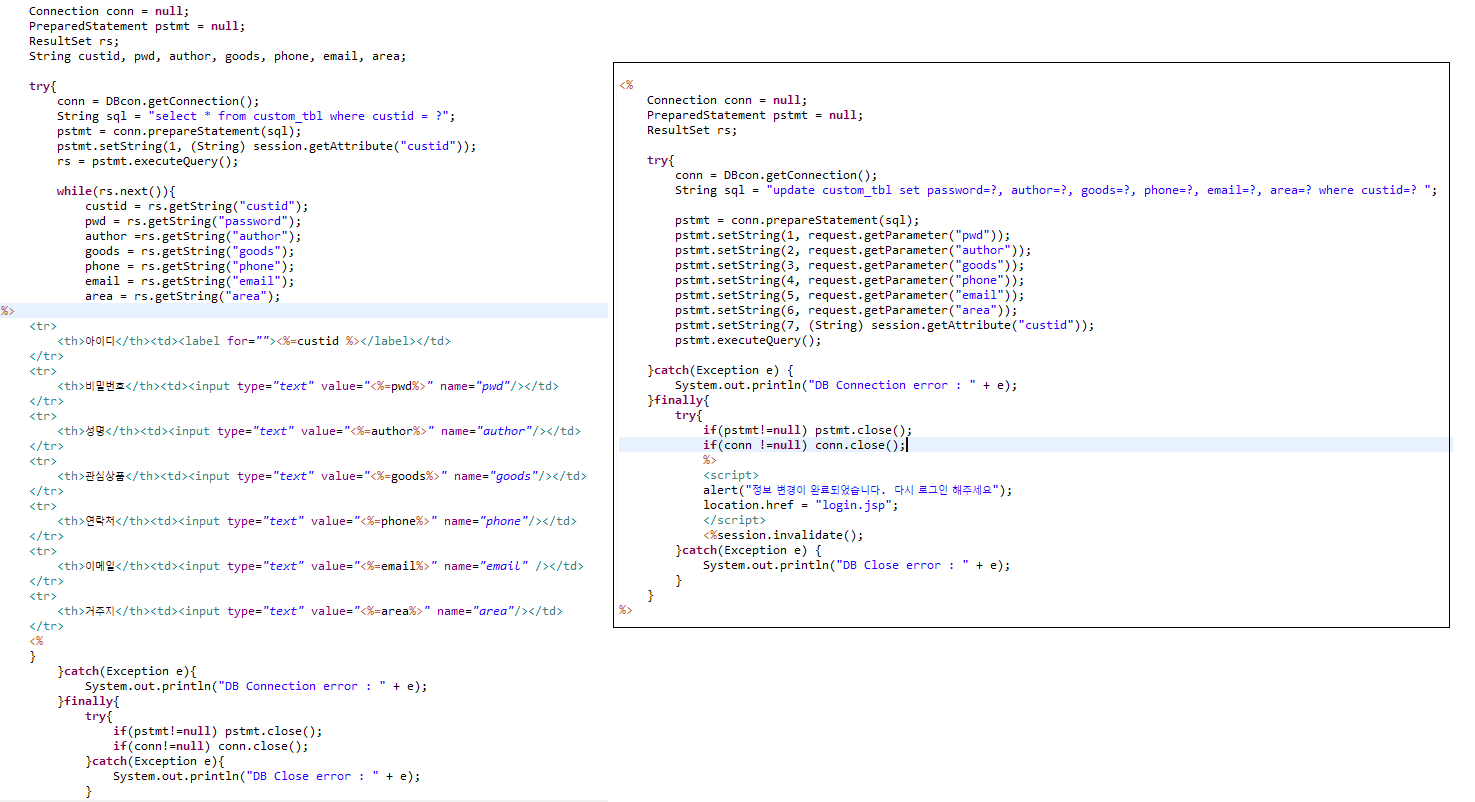 Connection conn = null;
PreparedStatement pstmt = null;
ResultSet rs;
String custid, pwd, author, goods, phone, email, area;
try{
conn = DBcon.getConnection();
String sql = "select * from custom_tbl where custid = ?";
pstmt = conn.prepareStatement(sql);
pstmt.setString(1, (String) session.getAttribute("custid"));
rs = pstmt.executeQuery();
while(rs.next()){
custid = rs.getString("custid");
pwd = rs.getString("password");
author =rs.getString("author");
goods = rs.getString("goods");
phone = rs.getString("phone");
email = rs.getString("email");
area = rs.getString("area");
%>
<tr>
<th>아이디</th><td><label for=""><%=custid %></label></td>
</tr>
<tr>
<th>비밀번호</th><td><input type="text" value="<%=pwd%>" name="pwd"/></td>
</tr>
<tr>
<th>성명</th><td><input type="text" value="<%=author%>" name="author"/></td>
</tr>
<tr>
<th>관심상품</th><td><input type="text" value="<%=goods%>" name="goods"/></td>
</tr>
<tr>
<th>연락처</th><td><input type="text" value="<%=phone%>" name="phone"/></td>
</tr>
<tr>
<th>이메일</th><td><input type="text" value="<%=email%>" name="email" /></td>
</tr>
<tr>
<th>거주지</th><td><input type="text" value="<%=area%>" name="area"/></td>
</tr>
<%
}
}catch(Exception e){
System.out.println("DB Connection error : " + e);
}finally{
try{
if(pstmt!=null) pstmt.close();
if(conn!=null) conn.close();
}catch(Exception e){
System.out.println("DB Close error : " + e);
}
<%
Connection conn = null;
PreparedStatement pstmt = null;
ResultSet rs;
try{
conn = DBcon.getConnection();
String sql = "update custom_tbl set password=?, author=?, goods=?, phone=?, email=?, area=? where custid=? ";
pstmt = conn.prepareStatement(sql);
pstmt.setString(1, request.getParameter("pwd"));
pstmt.setString(2, request.getParameter("author"));
pstmt.setString(3, request.getParameter("goods"));
pstmt.setString(4, request.getParameter("phone"));
pstmt.setString(5, request.getParameter("email"));
pstmt.setString(6, request.getParameter("area"));
pstmt.setString(7, (String) session.getAttribute("custid"));
pstmt.executeQuery();
}catch(Exception e) {
System.out.println("DB Connection error : " + e);
}finally{
try{
if(pstmt!=null) pstmt.close();
if(conn !=null) conn.close();
%>
<script>
alert("정보 변경이 완료되었습니다. 다시 로그인 해주세요");
location.href = "login.jsp";
</script>
<%session.invalidate();
}catch(Exception e) {
System.out.println("DB Close error : " + e);
}
}
%>